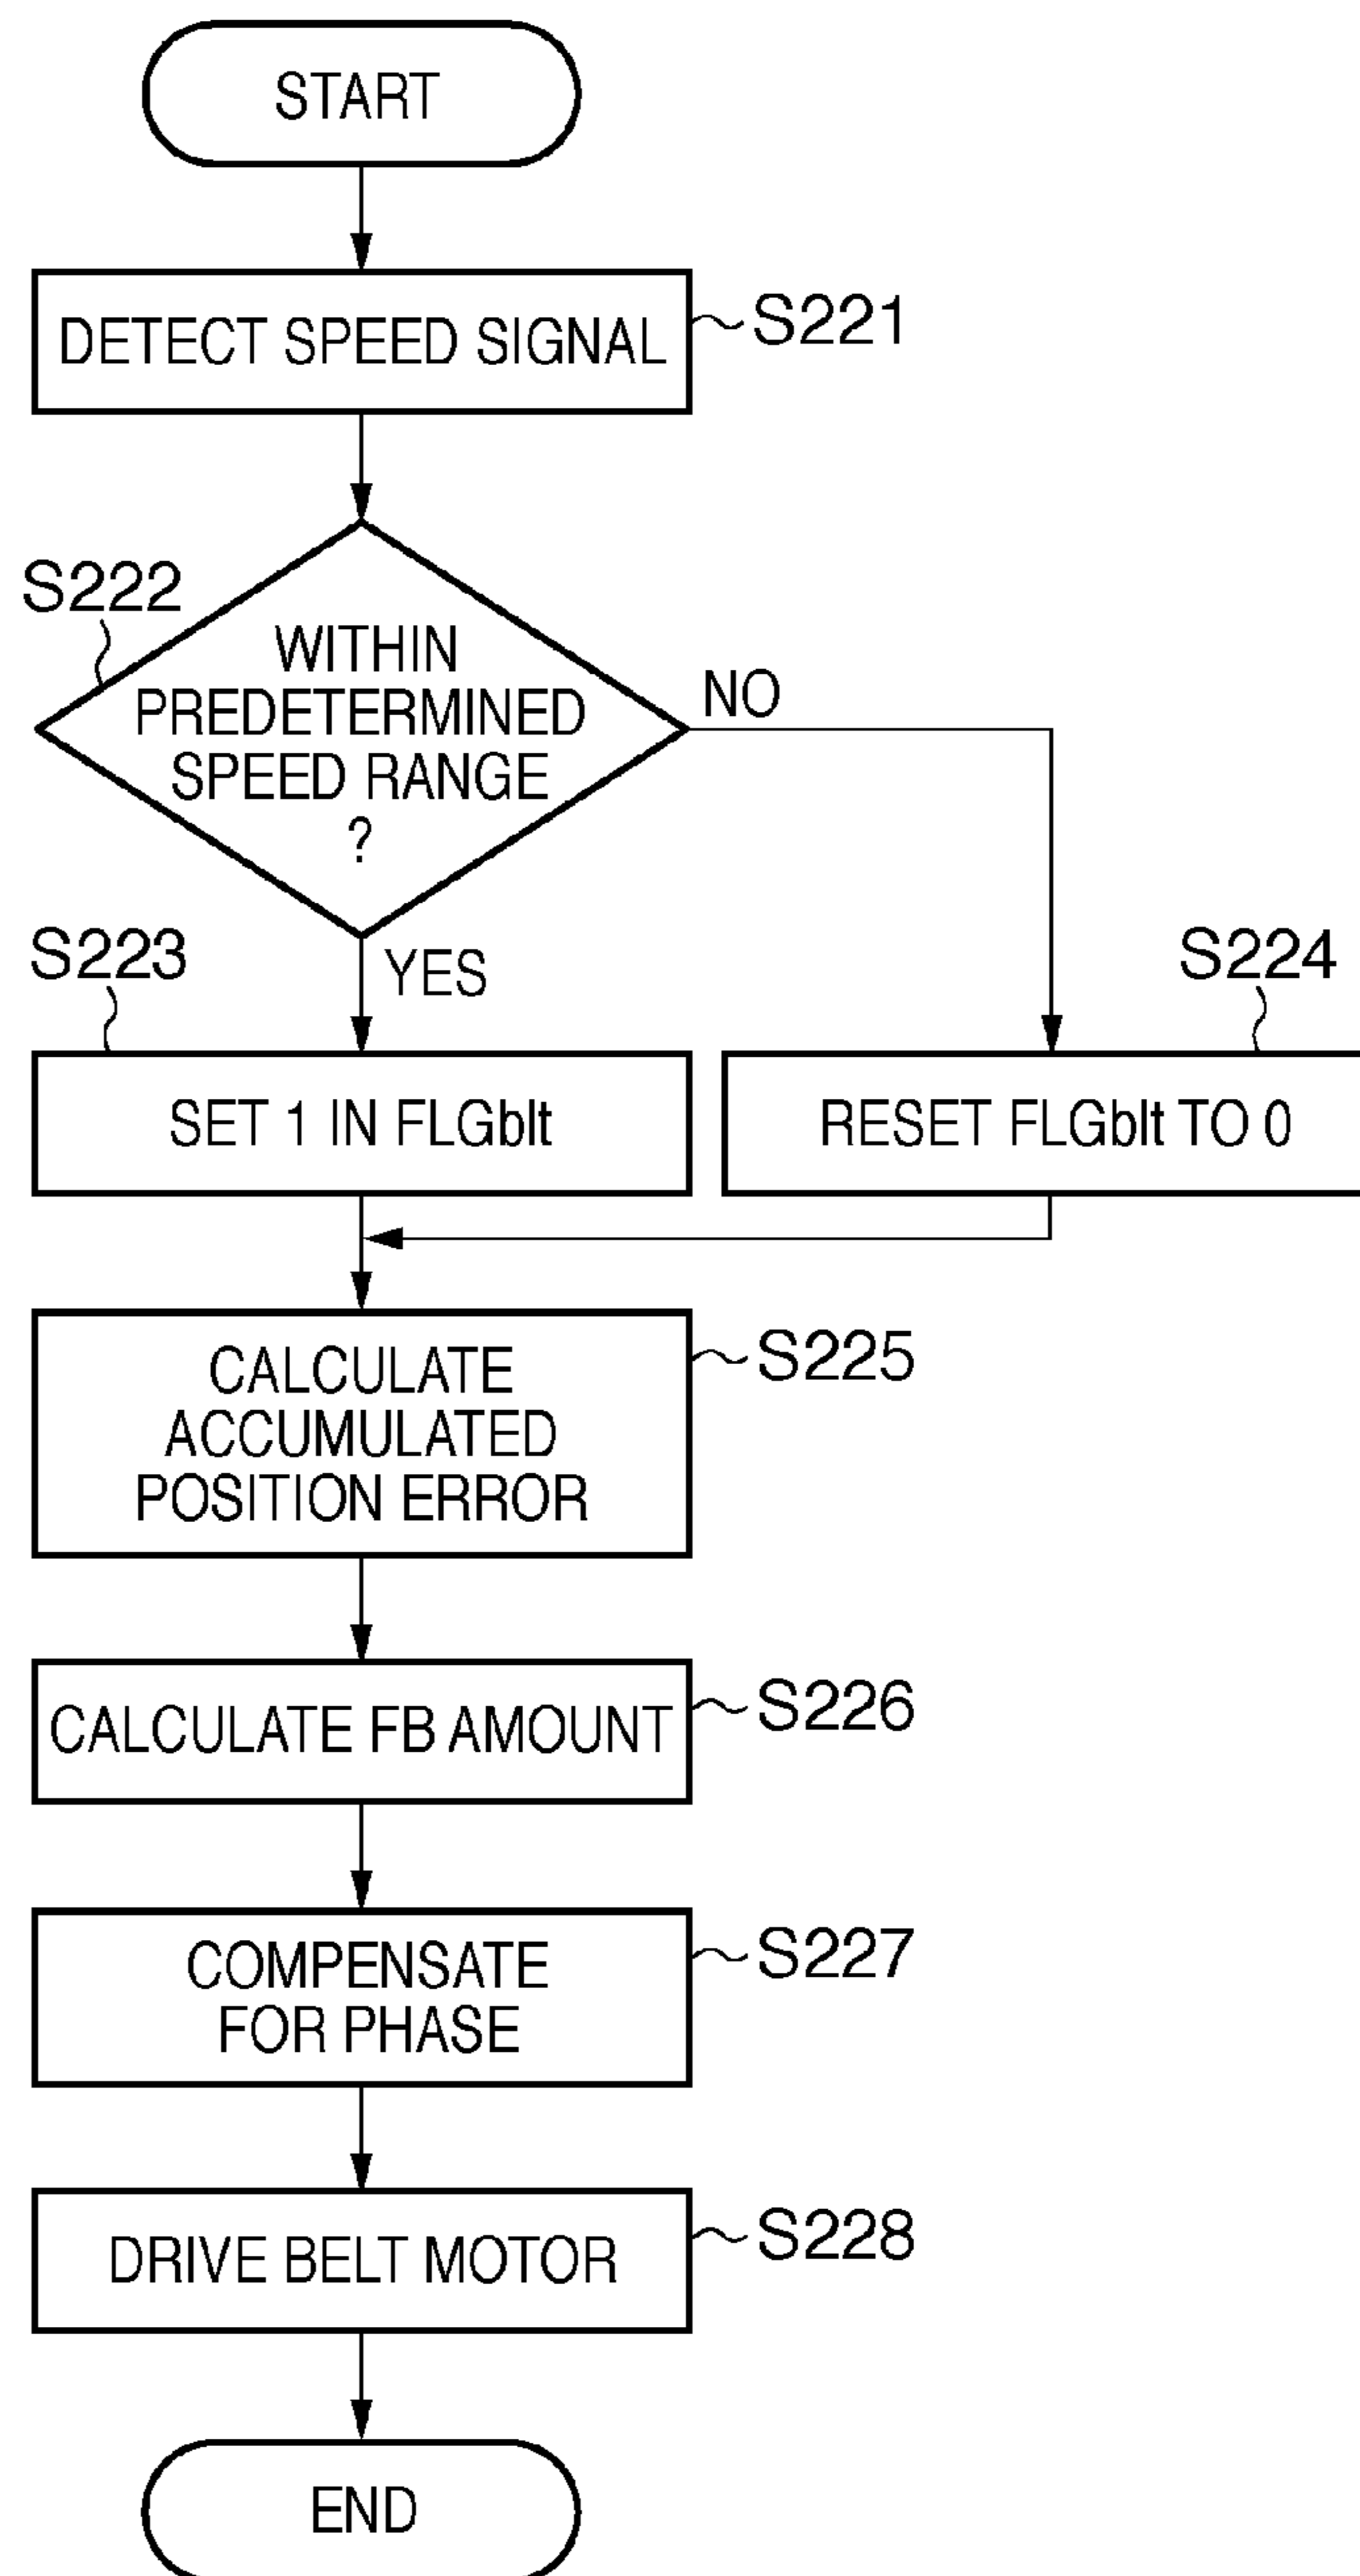 START
DETECT SPEED SIGNAL
S221
S222
WITHIN
PREDETERMINED
SPEED RANGE
?
NO
YES
S223
S224
SET 1 IN FLGblt
RESET FLGblt TO 0
CALCULATE
ACCUMULATED
POSITION ERROR
S225
CALCULATE FB AMOUNT
S226
COMPENSATE
FOR PHASE
S227
DRIVE BELT MOTOR
S228
END